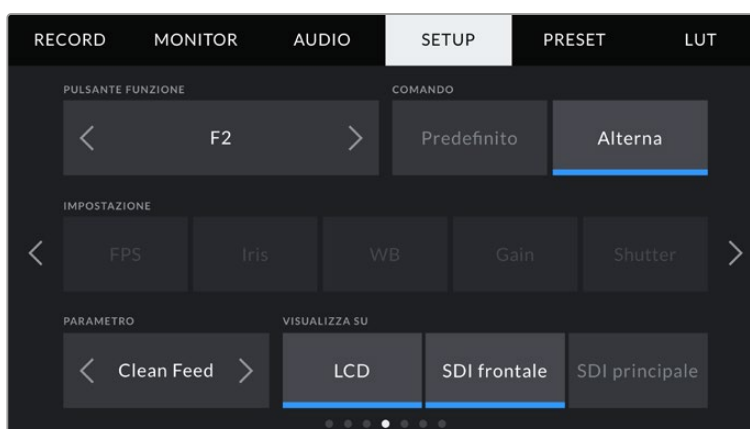 RECORD MONITOR AUDIO SETUP PRESET LUT
PULSANTE FUNZIONE COMANDO
F2 Predefinito Alterna
IMPOSTAZIONE
FPS Iris WB Gain Shutter
PARAMETRO VISUALIZZA SU
Clean Feed LCD SDI frontale SDI principale